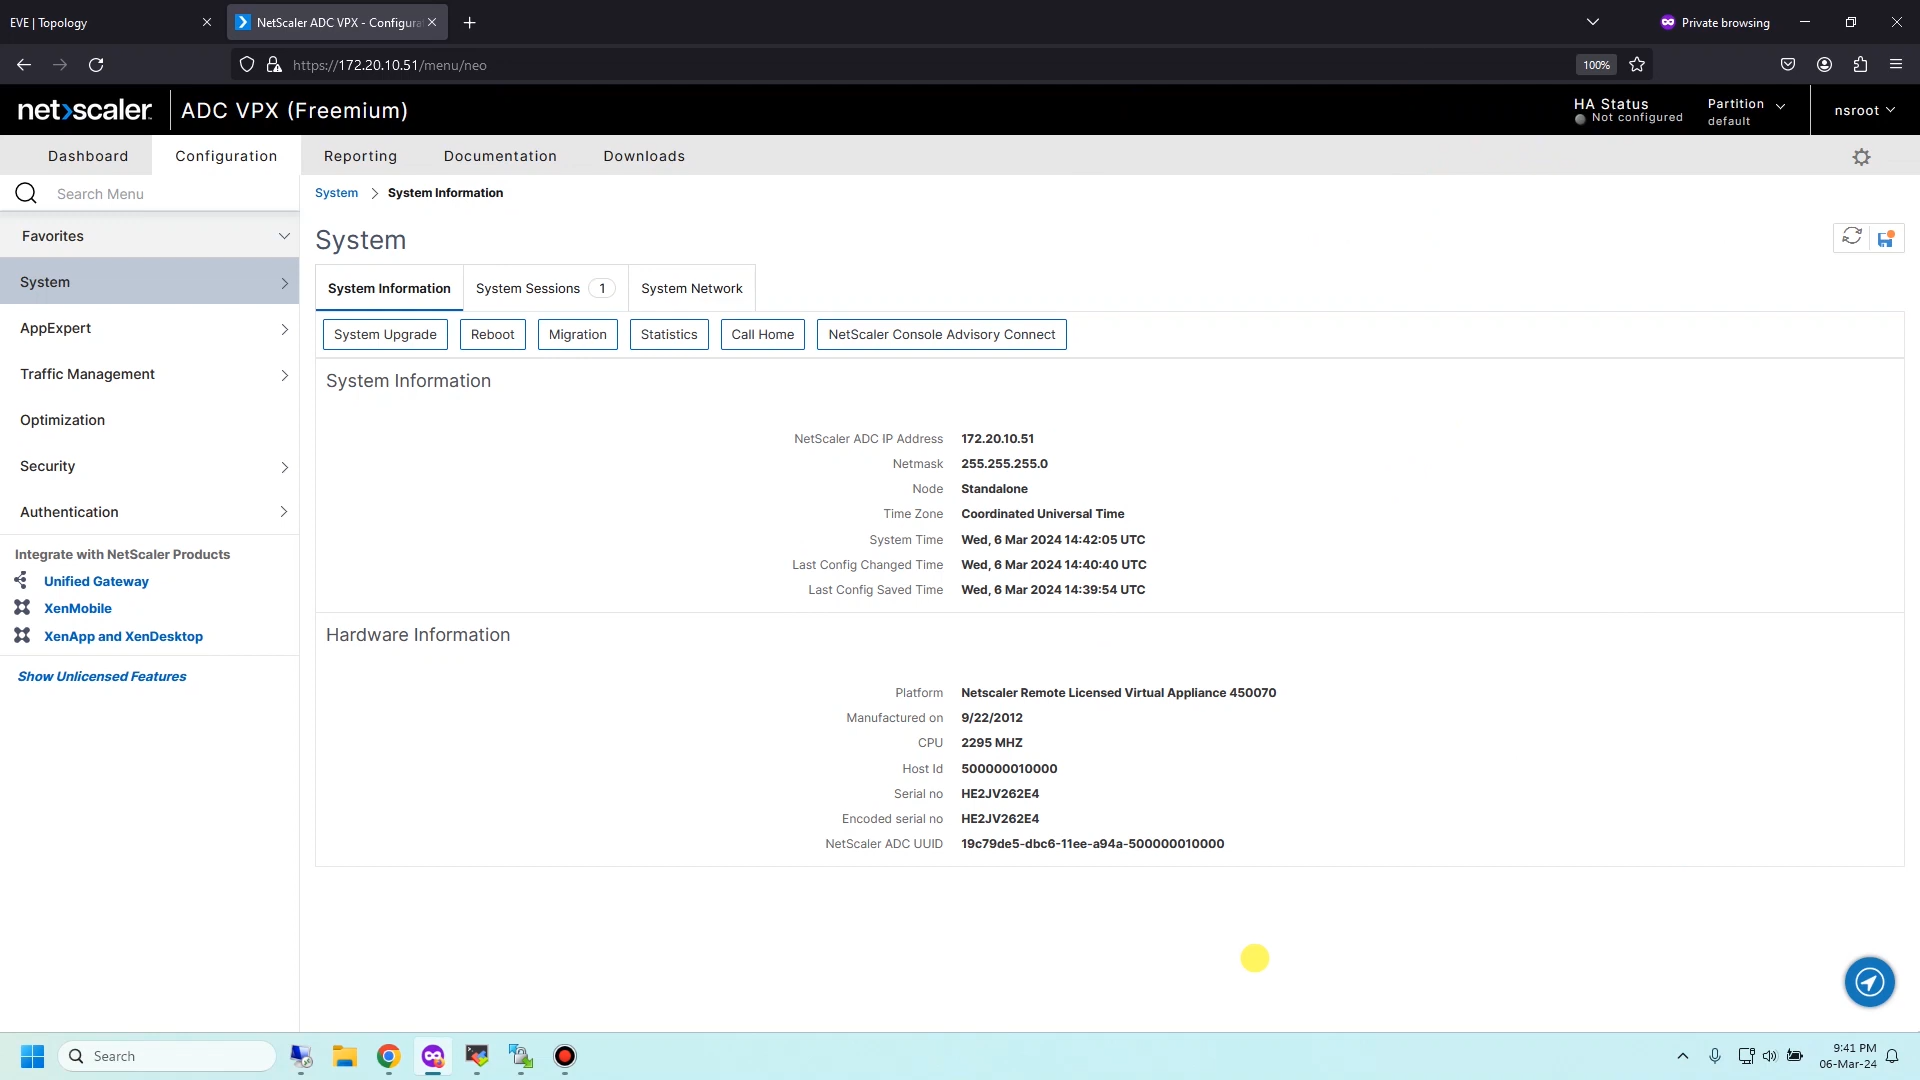 EVE | Topology
NetScaler ADC VPX - Configura
Private browsing
https://172.20.10.51/menu/neo
100%
net>scaler
ADC VPX (Freemium)
HA Status
Not configured
Partition
default
nsroot
Dashboard
Configuration
Reporting
Documentation
Downloads
Search Menu
System
System Information
Favorites
System
AppExpert
Traffic Management
Optimization
Security
Authentication
Integrate with NetScaler Products
Unified Gateway
XenMobile
XenApp and XenDesktop
Show Unlicensed Features
System
System Information
System Sessions 1
System Network
System Upgrade
Reboot
Migration
Statistics
Call Home
NetScaler Console Advisory Connect
System Information
NetScaler ADC IP Address 172.20.10.51
Netmask 255.255.255.0
Node Standalone
Time Zone Coordinated Universal Time
System Time Wed, 6 Mar 2024 14:42:05 UTC
Last Config Changed Time Wed, 6 Mar 2024 14:40:40 UTC
Last Config Saved Time Wed, 6 Mar 2024 14:39:54 UTC
Hardware Information
Platform Netscaler Remote Licensed Virtual Appliance 450070
Manufactured on 9/22/2012
CPU 2295 MHZ
Host Id 500000010000
Serial no HE2JV262E4
Encoded serial no HE2JV262E4
NetScaler ADC UUID 19c79de5-dbc6-11ee-a94a-500000010000
Search
9:41 PM
06-Mar-24